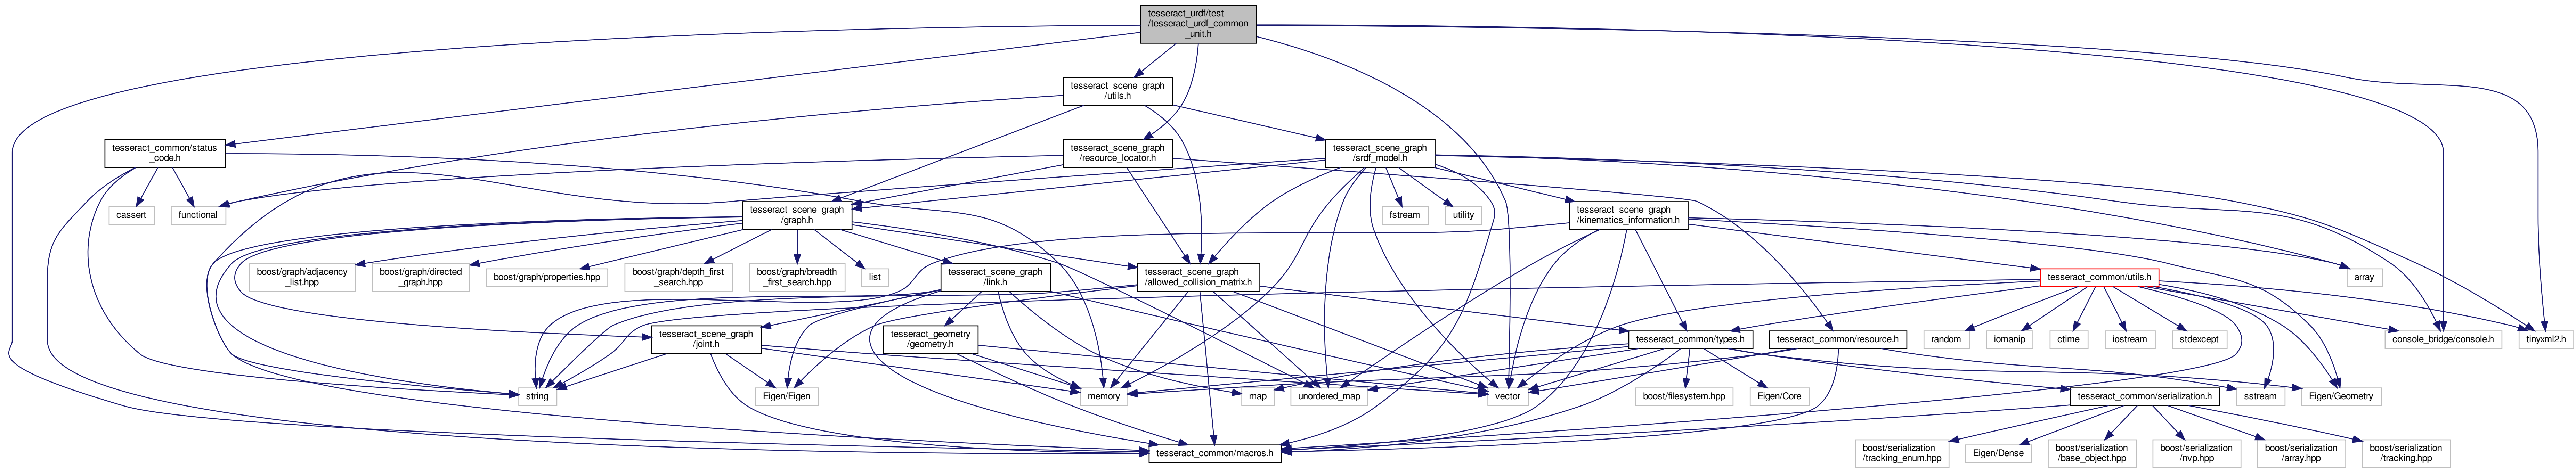 tesseract_urdf/test
/tesseract_urdf_common
_unit.h
tesseract_scene_graph
/utils.h
tesseract_common/status
_code.h
tesseract_scene_graph
/resource_locator.h
tesseract_scene_graph
/srdf_model.h
cassert
functional
tesseract_scene_graph
/graph.h
fstream
utility
tesseract_scene_graph
/kinematics_information.h
boost/graph/adjacency
_list.hpp
boost/graph/directed
_graph.hpp
boost/graph/properties.hpp
boost/graph/depth_first
_search.hpp
boost/graph/breadth
_first_search.hpp
list
tesseract_scene_graph
/link.h
tesseract_scene_graph
/allowed_collision_matrix.h
tesseract_common/utils.h
array
tesseract_scene_graph
/joint.h
tesseract_geometry
/geometry.h
tesseract_common/types.h
tesseract_common/resource.h
random
iomanip
ctime
iostream
stdexcept
console_bridge/console.h
tinyxml2.h
string
Eigen/Eigen
memory
map
unordered_map
vector
boost/filesystem.hpp
Eigen/Core
tesseract_common/serialization.h
sstream
Eigen/Geometry
tesseract_common/macros.h
boost/serialization
/tracking_enum.hpp
Eigen/Dense
boost/serialization
/base_object.hpp
boost/serialization
/nvp.hpp
boost/serialization
/array.hpp
boost/serialization
/tracking.hpp